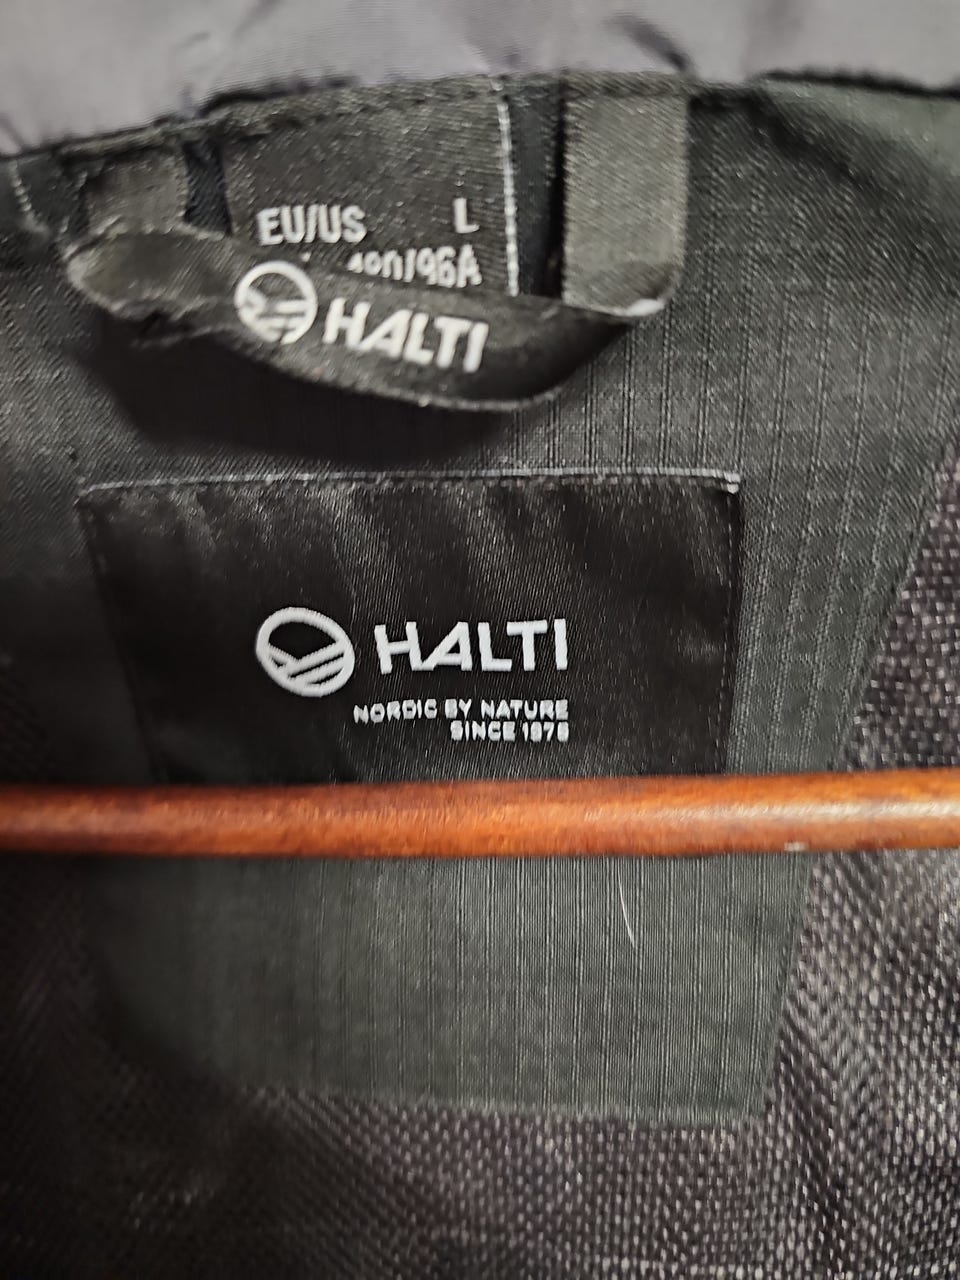 EU/US L
HALTI
HALTI
NORDIC BY NATURE
SINCE 1976